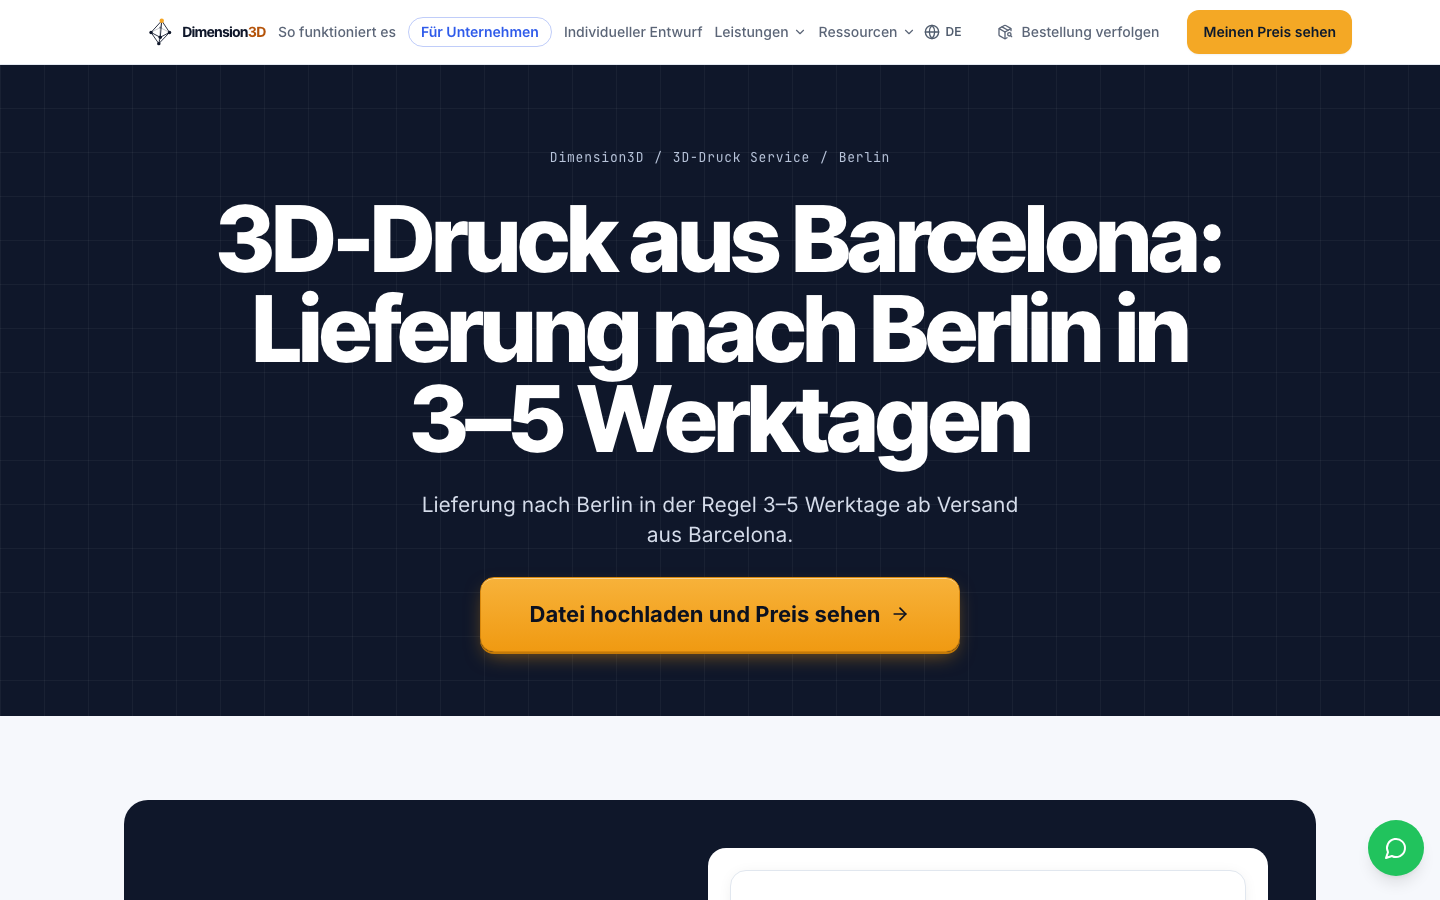 Dimension3D So funktioniert es Für Unternehmen Individueller Entwurf Leistungen Ressourcen DE Bestellung verfolgen Meinen Preis sehen
Dimension3D / 3D-Druck Service / Berlin
3D-Druck aus Barcelona:
Lieferung nach Berlin in
3–5 Werktagen
Lieferung nach Berlin in der Regel 3–5 Werktage ab Versand
aus Barcelona.
Datei hochladen und Preis sehen